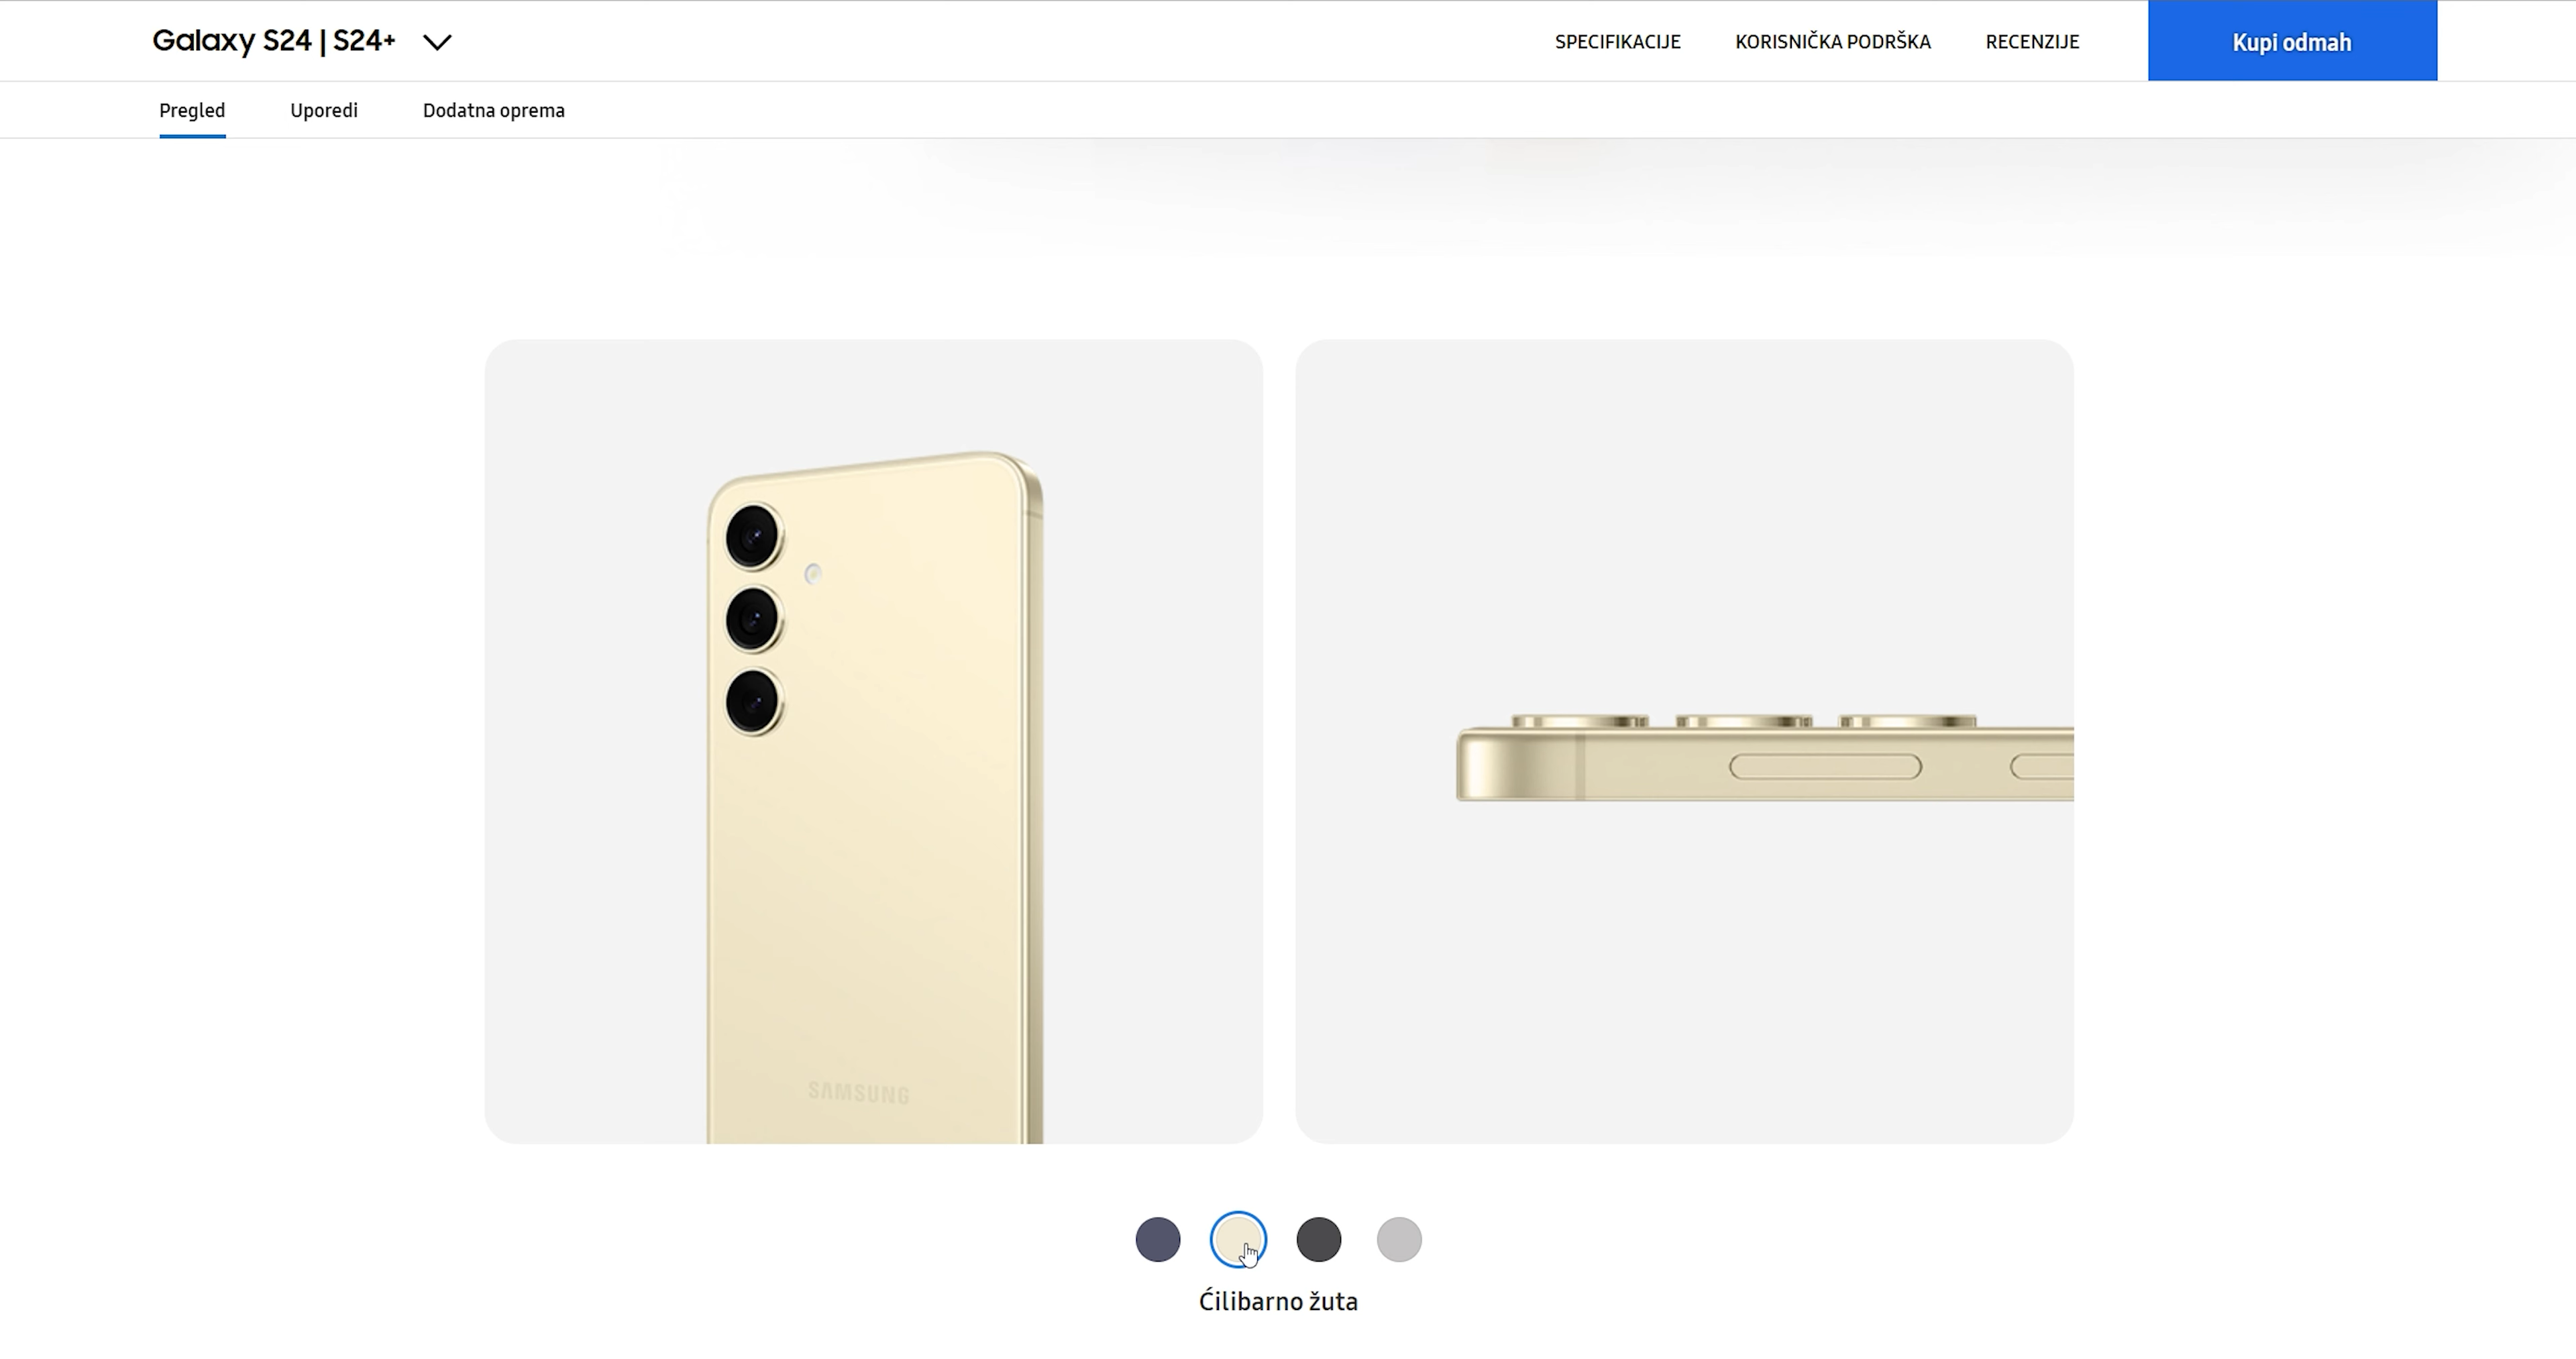 Galaxy S24 | S24+
SPECIFIKACIJE
KORISNIČKA PODRŠKA
RECENZIJE
Kupi odmah
Pregled
Uporedi
Dodatna oprema
SAMSUNG
Ćilibarno žuta